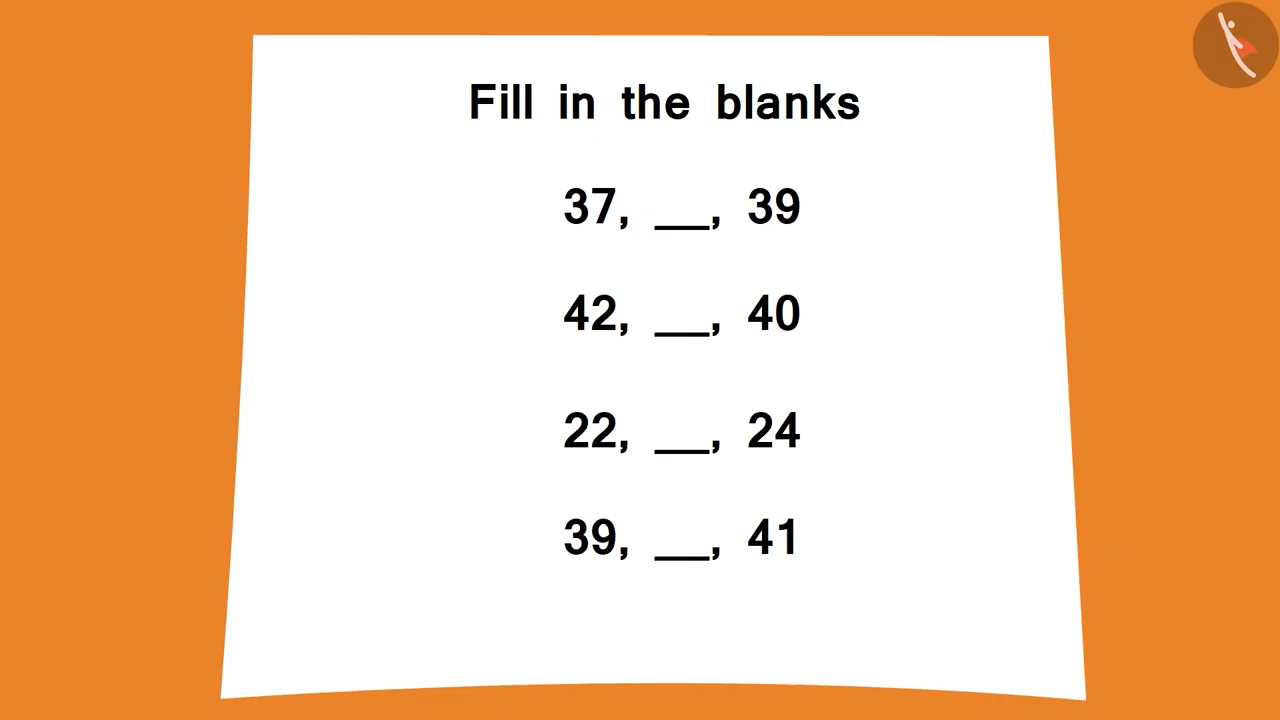 Fill in the blanks
37, __, 39
42, __, 40
22, __, 24
39, __, 41